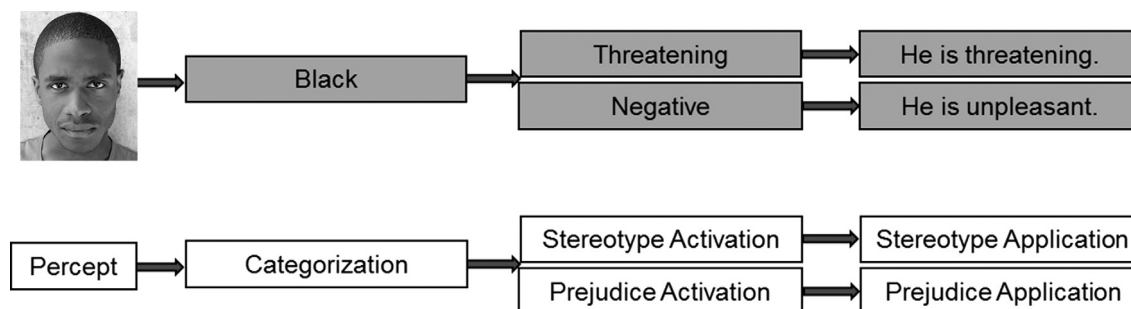 Black
Threatening
He is threatening.
Negative
He is unpleasant.
Percept
Categorization
Stereotype Activation
Stereotype Application
Prejudice Activation
Prejudice Application